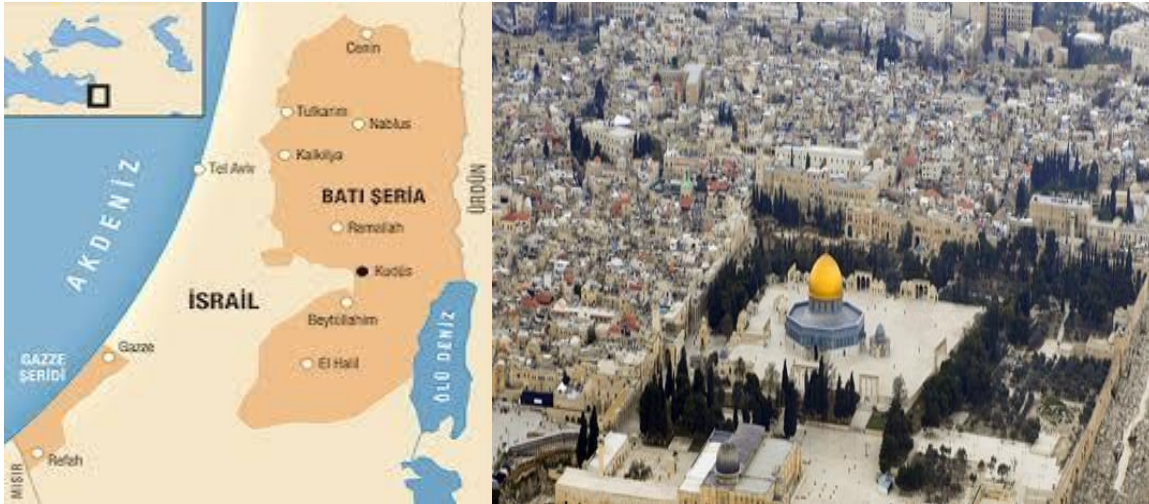 Cenin
Tulkarim
Nablus
Kalkilya
Tel Aviv
BATI ŞERIA
ÜRDÜN
AKDENİZ
Ramallah
Kudüs
İSRAİL
Beytüllahim
GAZZE
ŞERİDİ
Gazze
El Halil
ÖLÜ DENİZ
Refah
MISIR